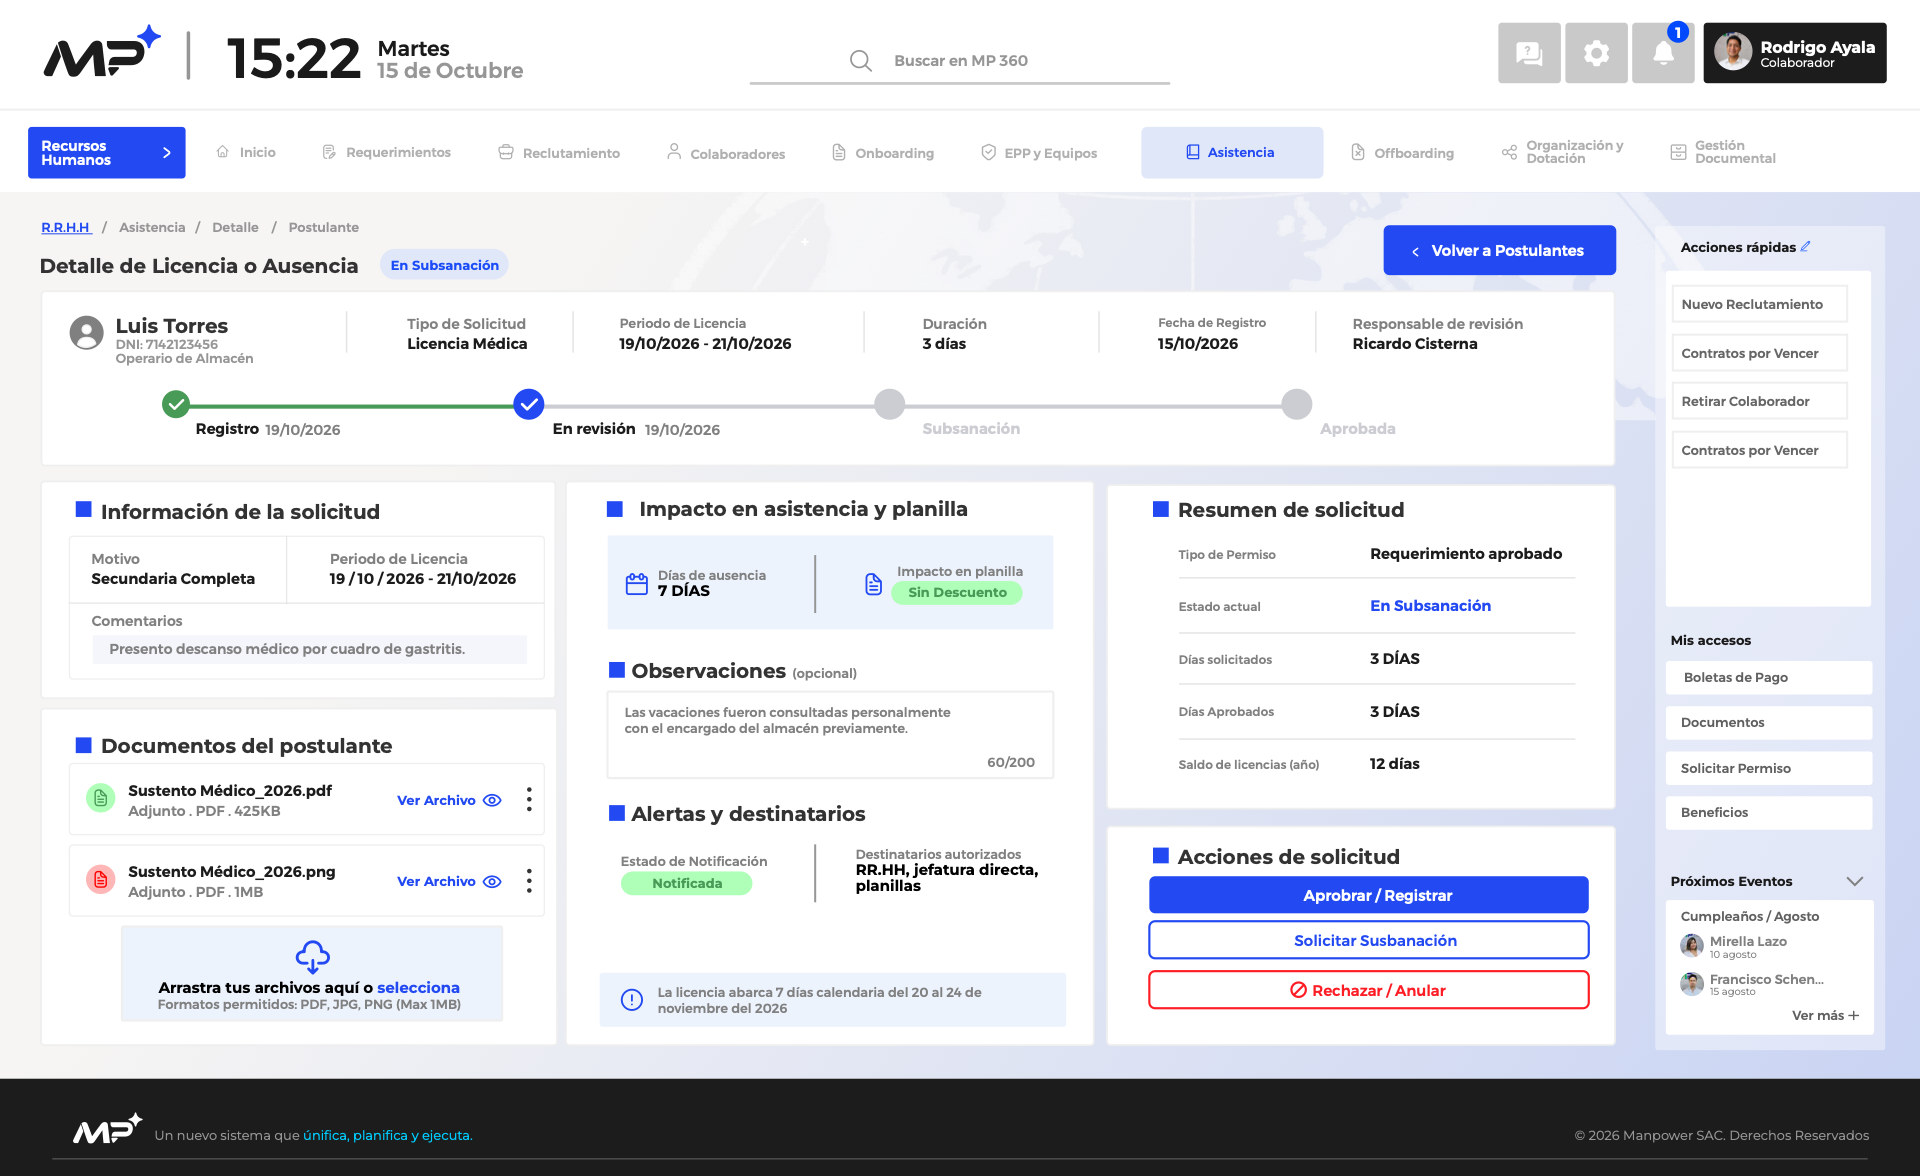 MP
15:22
Martes
15 de Octubre
Buscar en MP 360
1
Rodrigo Ayala
Colaborador
Recursos
Humanos
Inicio
Requerimientos
Reclutamiento
Colaboradores
Onboarding
EPP y Equipos
Asistencia
Offboarding
Organización y
Dotación
Gestión
Documental
R.R.H.H / Asistencia / Detalle / Postulante
Detalle de Licencia o Ausencia
En Subsanación
< Volver a Postulantes
Luis Torres
DNI: 7142123456
Operario de Almacén
Tipo de Solicitud
Licencia Médica
Periodo de Licencia
19/10/2026 - 21/10/2026
Duración
3 días
Fecha de Registro
15/10/2026
Responsable de revisión
Ricardo Cisterna
Registro 19/10/2026
En revisión 19/10/2026
Subsanación
Aprobada
Información de la solicitud
Motivo
Secundaria Completa
Periodo de Licencia
19 / 10 / 2026 - 21/10/2026
Comentarios
Presento descanso médico por cuadro de gastritis.
Documentos del postulante
Sustento Médico_2026.pdf
Adjunto . PDF . 425KB
Ver Archivo
Sustento Médico_2026.png
Adjunto . PDF . 1MB
Ver Archivo
Arrastra tus archivos aquí o selecciona
Formatos permitidos: PDF, JPG, PNG (Max 1MB)
Impacto en asistencia y planilla
Días de ausencia
7 DÍAS
Impacto en planilla
Sin Descuento
Observaciones (opcional)
Las vacaciones fueron consultadas personalmente
con el encargado del almacén previamente.
60/200
Alertas y destinatarios
Estado de Notificación
Notificada
Destinatarios autorizados
RR.HH, jefatura directa,
planillas
La licencia abarca 7 días calendaria del 20 al 24 de
noviembre del 2026
Resumen de solicitud
Tipo de Permiso
Requerimiento aprobado
Estado actual
En Subsanación
Días solicitados
3 DÍAS
Días Aprobados
3 DÍAS
Saldo de licencias (año)
12 días
Acciones de solicitud
Aprobrar / Registrar
Solicitar Susbanación
Rechazar / Anular
Acciones rápidas
Nuevo Reclutamiento
Contratos por Vencer
Retirar Colaborador
Contratos por Vencer
Mis accesos
Boletas de Pago
Documentos
Solicitar Permiso
Beneficios
Próximos Eventos
Cumpleaños / Agosto
Mirella Lazo
10 agosto
Francisco Schen...
15 agosto
Ver más +
MP
Un nuevo sistema que únifica, planifica y ejecuta.
© 2026 Manpower SAC. Derechos Reservados